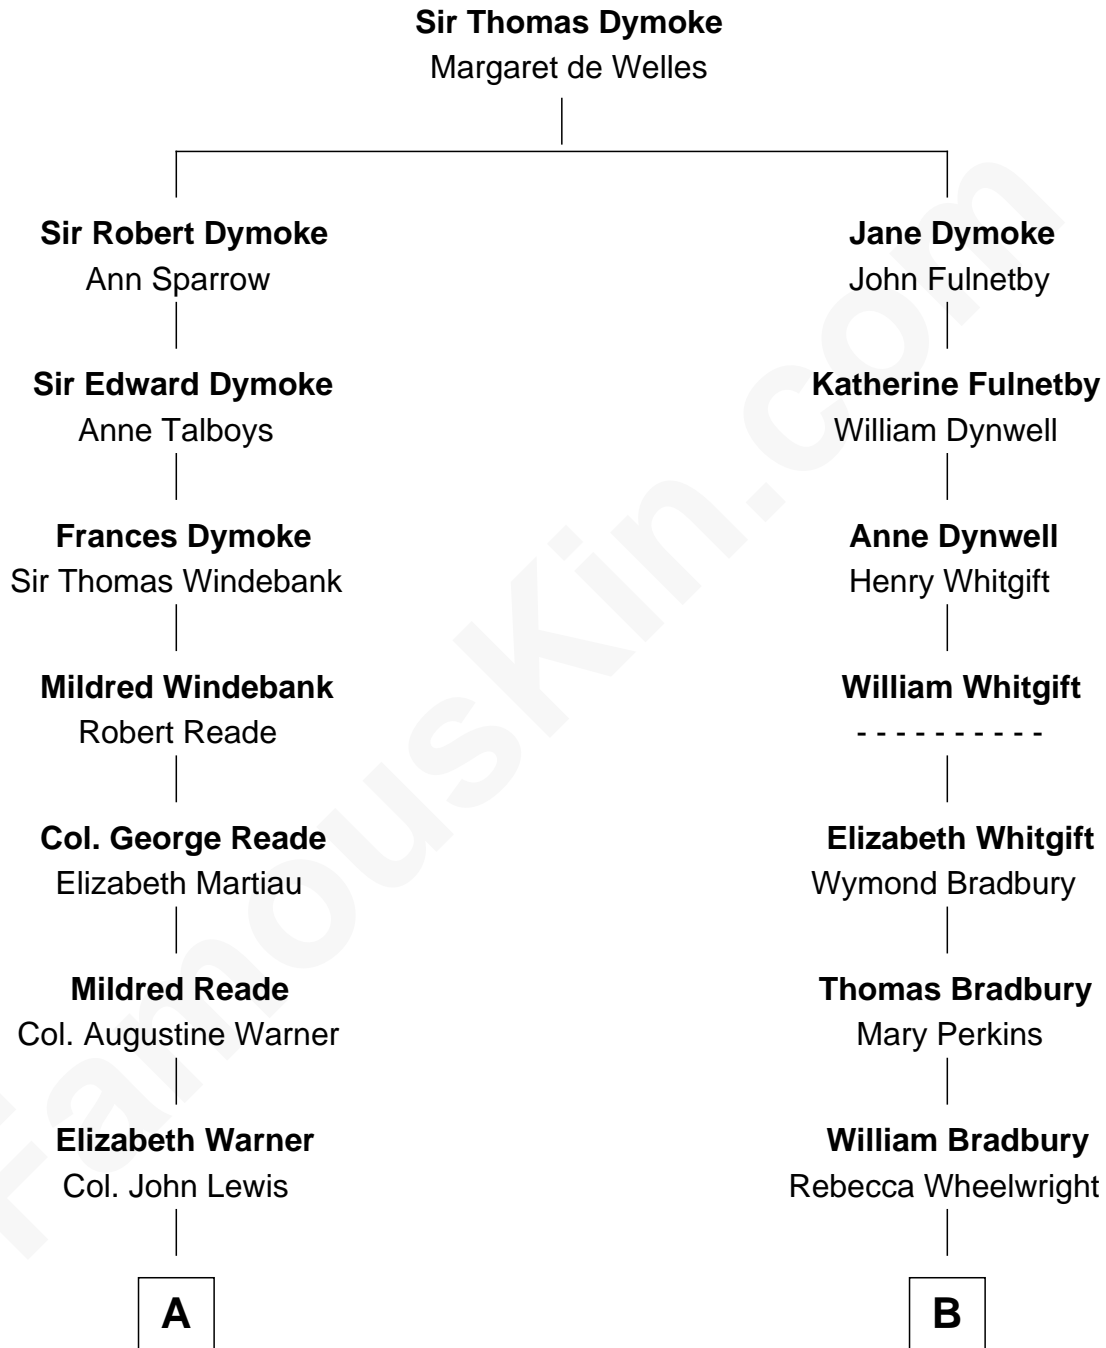 Sir Thomas Dymoke
Margaret de Welles
Sir Robert Dymoke
Ann Sparrow
Sir Edward Dymoke
Anne Talboys
Frances Dymoke
Sir Thomas Windebank
Mildred Windebank
Robert Reade
Col. George Reade
Elizabeth Martiau
Mildred Reade
Col. Augustine Warner
Elizabeth Warner
Col. John Lewis
A
Jane Dymoke
John Fulnetby
Katherine Fulnetby
William Dynwell
Anne Dynwell
Henry Whitgift
William Whitgift
- - - - - - - - - -
Elizabeth Whitgift
Wymond Bradbury
Thomas Bradbury
Mary Perkins
William Bradbury
Rebecca Wheelwright
B
FamousKin.com